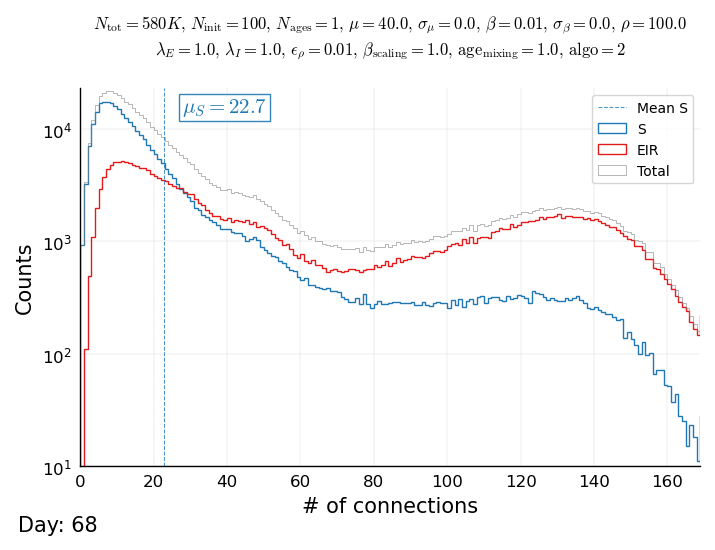 N_tot = 580K, N_init = 100, N_ages = 1, μ = 40.0, σ_μ = 0.0, β = 0.01, σ_β = 0.0, ρ = 100.0
λ_E = 1.0, λ_I = 1.0, ϵ_ρ = 0.01, β_scaling = 1.0, age_mixing = 1.0, algo = 2
μ_S = 22.7
Mean S
S
EIR
Total
Counts
10^4
10^3
10^2
10^1
0 20 40 60 80 100 120 140 160
# of connections
Day: 68